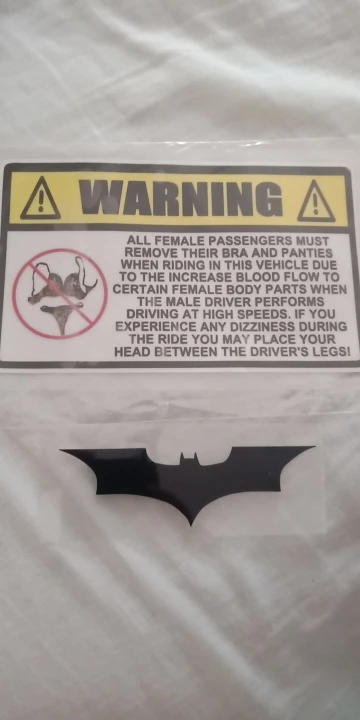 WARNING
ALL FEMALE PASSENGERS MUST
REMOVE THEIR BRA AND PANTIES
WHEN RIDING IN THIS VEHICLE DUE
TO THE INCREASE BLOOD FLOW TO
CERTAIN FEMALE BODY PARTS WHEN
THE MALE DRIVER PERFORMS
DRIVING AT HIGH SPEEDS. IF YOU
EXPERIENCE ANY DIZZINESS DURING
THE RIDE YOU MAY PLACE YOUR
HEAD BETWEEN THE DRIVER'S LEGS!